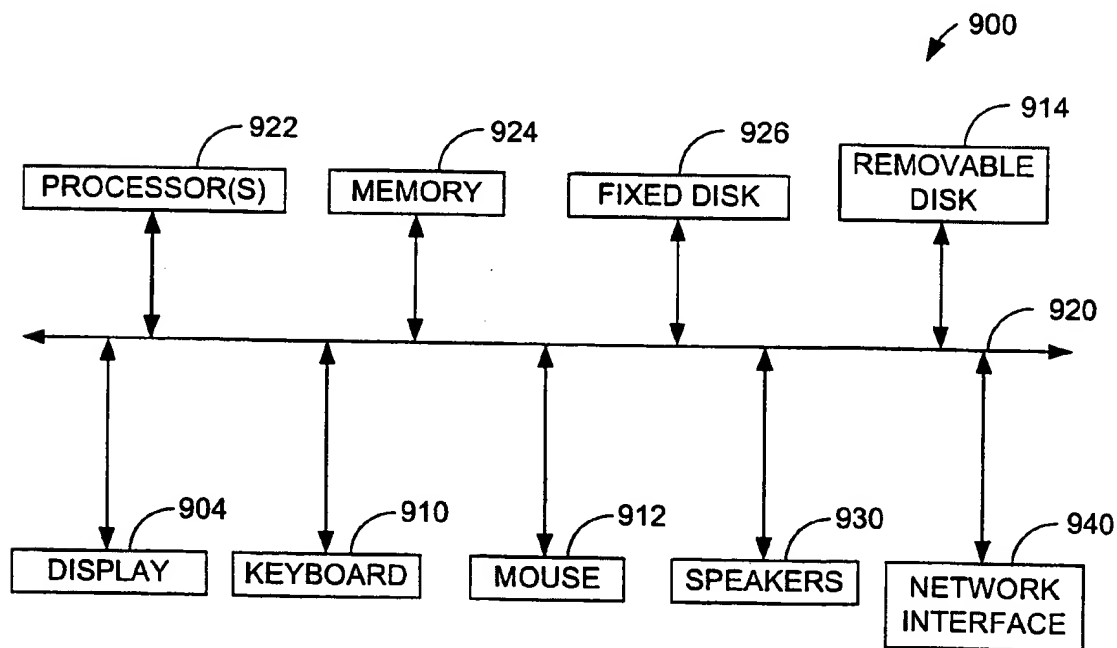 900
922
924
926
914
PROCESSOR(S)
MEMORY
FIXED DISK
REMOVABLE
DISK
920
904
910
912
930
940
DISPLAY
KEYBOARD
MOUSE
SPEAKERS
NETWORK
INTERFACE